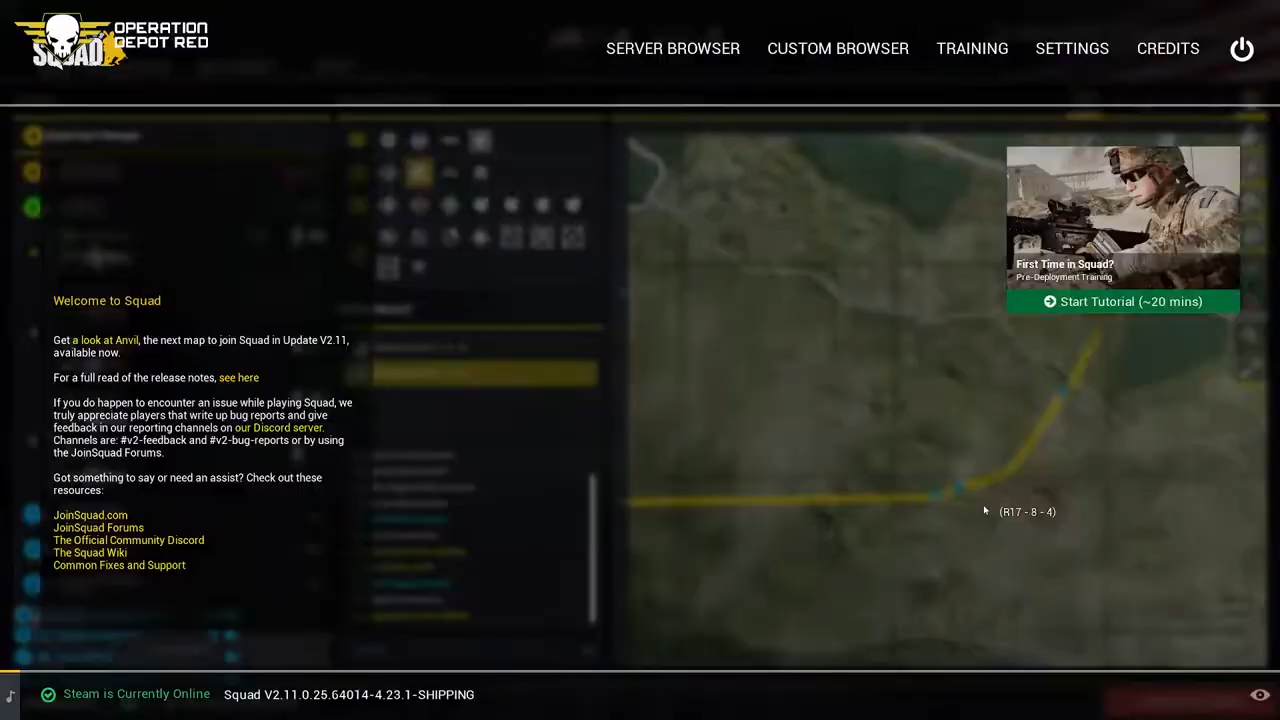 OPERATION
DEPOT RED
SQUAD
SERVER BROWSER
CUSTOM BROWSER
TRAINING
SETTINGS
CREDITS
First Time in Squad?
Pre-Deployment Training
Start Tutorial (~20 mins)
Welcome to Squad
Get a look at Anvil, the next map to join Squad in Update V2.11,
available now.
For a full read of the release notes, see here
If you do happen to encounter an issue while playing Squad, we
truly appreciate players that write up bug reports and give
feedback in our reporting channels on our Discord server.
Channels are: #v2-feedback and #v2-bug-reports or by using
the JoinSquad Forums.
Got something to say or need an assist? Check out these
resources:
JoinSquad.com
JoinSquad Forums
The Official Community Discord
The Squad Wiki
Common Fixes and Support
(R17 - 8 - 4)
Steam is Currently Online
Squad V2.11.0.25.64014-4.23.1-SHIPPING